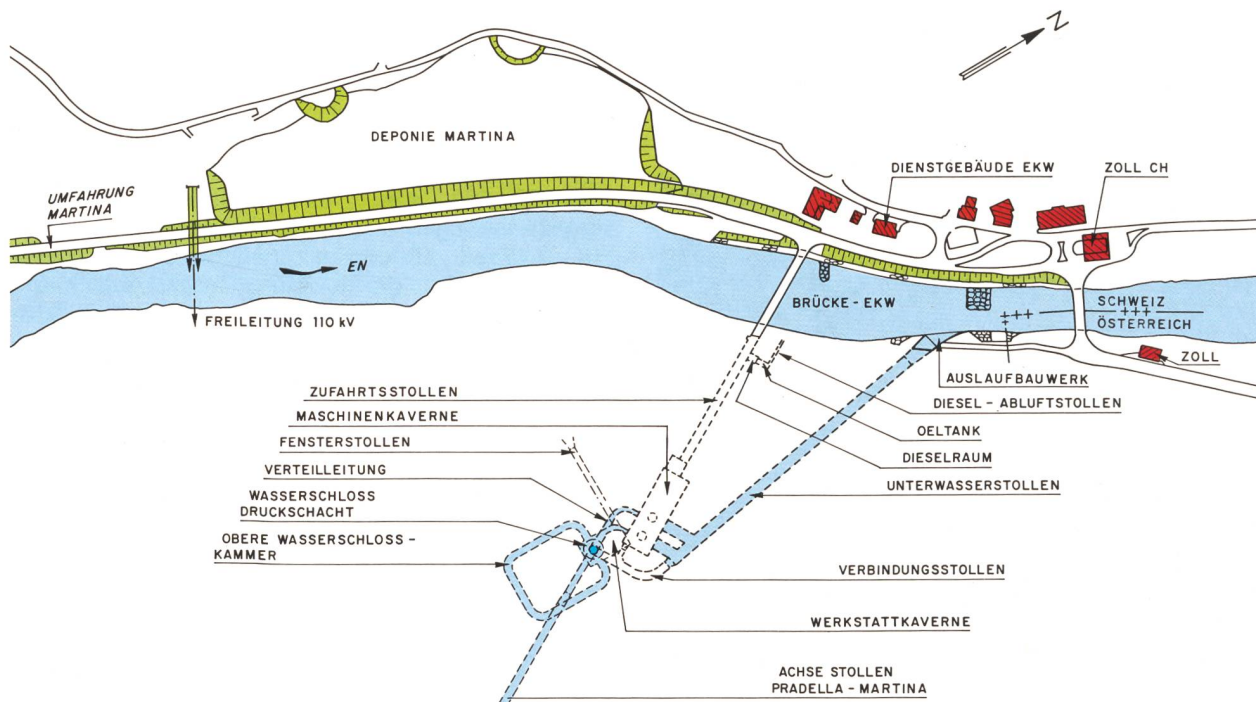 N
DEPONIE MARTINA
DIENSTGEBÄUDE EKW
ZOLL CH
UMFAHRUNG
MARTINA
EN
BRÜCKE-EKW
SCHWEIZ
ÖSTERREICH
FREILEITUNG 110 kV
ZOLL
AUSLAUFBAUWERK
ZUFAHRTSSTOLLEN
DIESEL-ABLUFTSTOLLEN
MASCHINENKAVERNE
OELTANK
FENSTERSTOLLEN
DIESELRAUM
VERTEILLEITUNG
UNTERWASSERSTOLLEN
WASSERSCHLOSS
DRUCKSCHACHT
OBERE WASSERSCHLOSS-
KAMMER
VERBINDUNGSSTOLLEN
WERKSTATTKAVERNE
ACHSE STOLLEN
PRADELLA-MARTINA